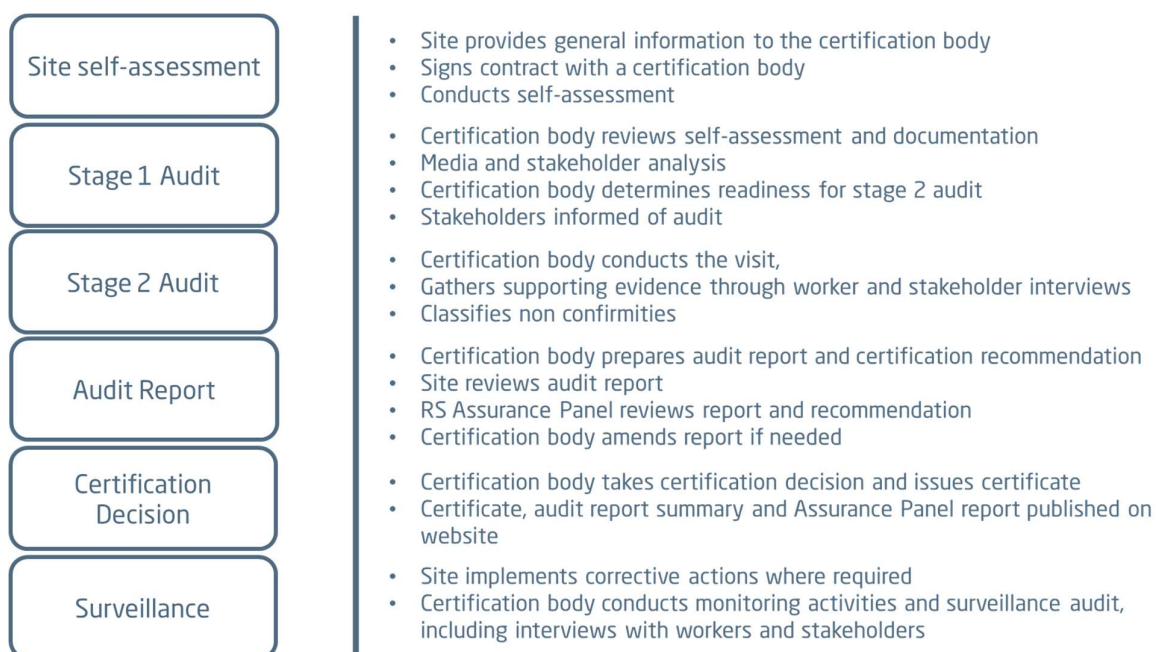 Site self-assessment
• Site provides general information to the certification body
• Signs contract with a certification body
• Conducts self-assessment
Stage 1 Audit
• Certification body reviews self-assessment and documentation
• Media and stakeholder analysis
• Certification body determines readiness for stage 2 audit
• Stakeholders informed of audit
Stage 2 Audit
• Certification body conducts the visit,
• Gathers supporting evidence through worker and stakeholder interviews
• Classifies non confirmities
Audit Report
• Certification body prepares audit report and certification recommendation
• Site reviews audit report
• RS Assurance Panel reviews report and recommendation
• Certification body amends report if needed
Certification
Decision
• Certification body takes certification decision and issues certificate
• Certificate, audit report summary and Assurance Panel report published on
website
Surveillance
• Site implements corrective actions where required
• Certification body conducts monitoring activities and surveillance audit,
including interviews with workers and stakeholders